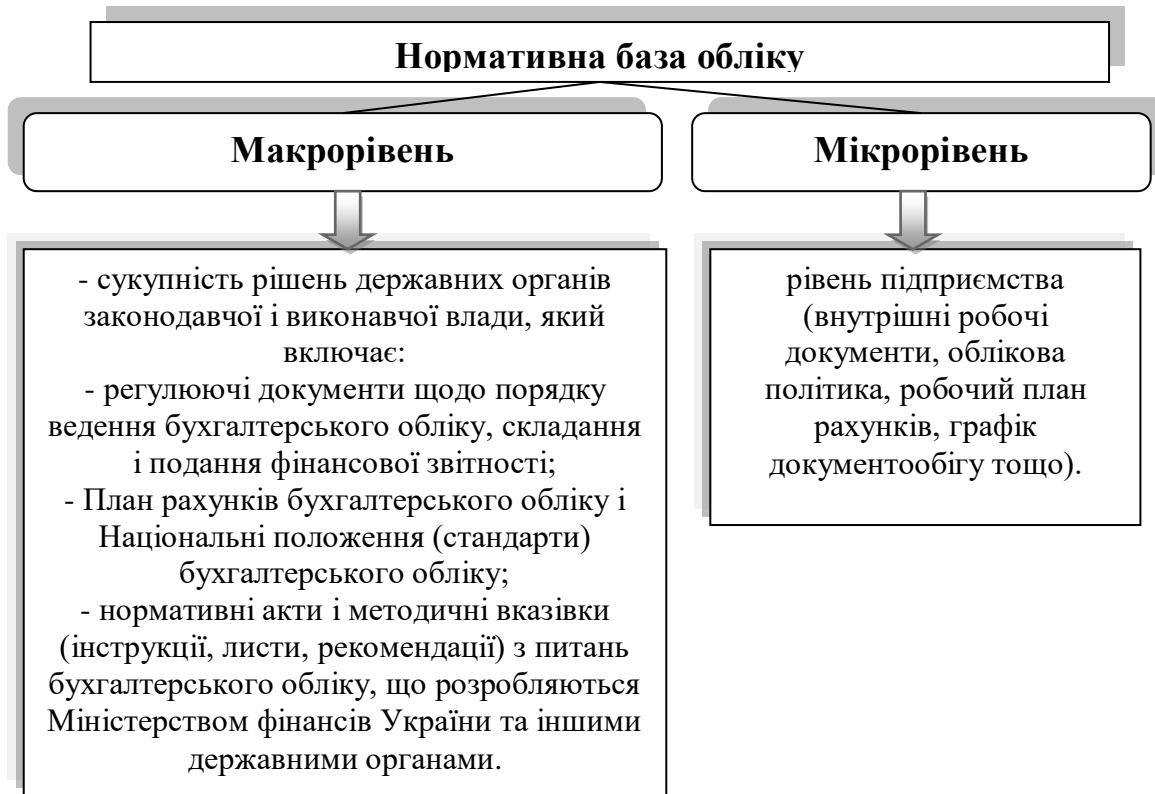 Нормативна база обліку
Макрорівень
- сукупність рішень державних органів
законодавчої і виконавчої влади, який
включає:
- регулюючі документи щодо порядку
ведення бухгалтерського обліку, складання
і подання фінансової звітності;
- План рахунків бухгалтерського обліку і
Національні положення (стандарти)
бухгалтерського обліку;
- нормативні акти і методичні вказівки
(інструкції, листи, рекомендації) з питань
бухгалтерського обліку, що розробляються
Міністерством фінансів України та іншими
державними органами.
Мікрорівень
рівень підприємства
(внутрішні робочі
документи, облікова
політика, робочий план
рахунків, графік
документообігу тощо).